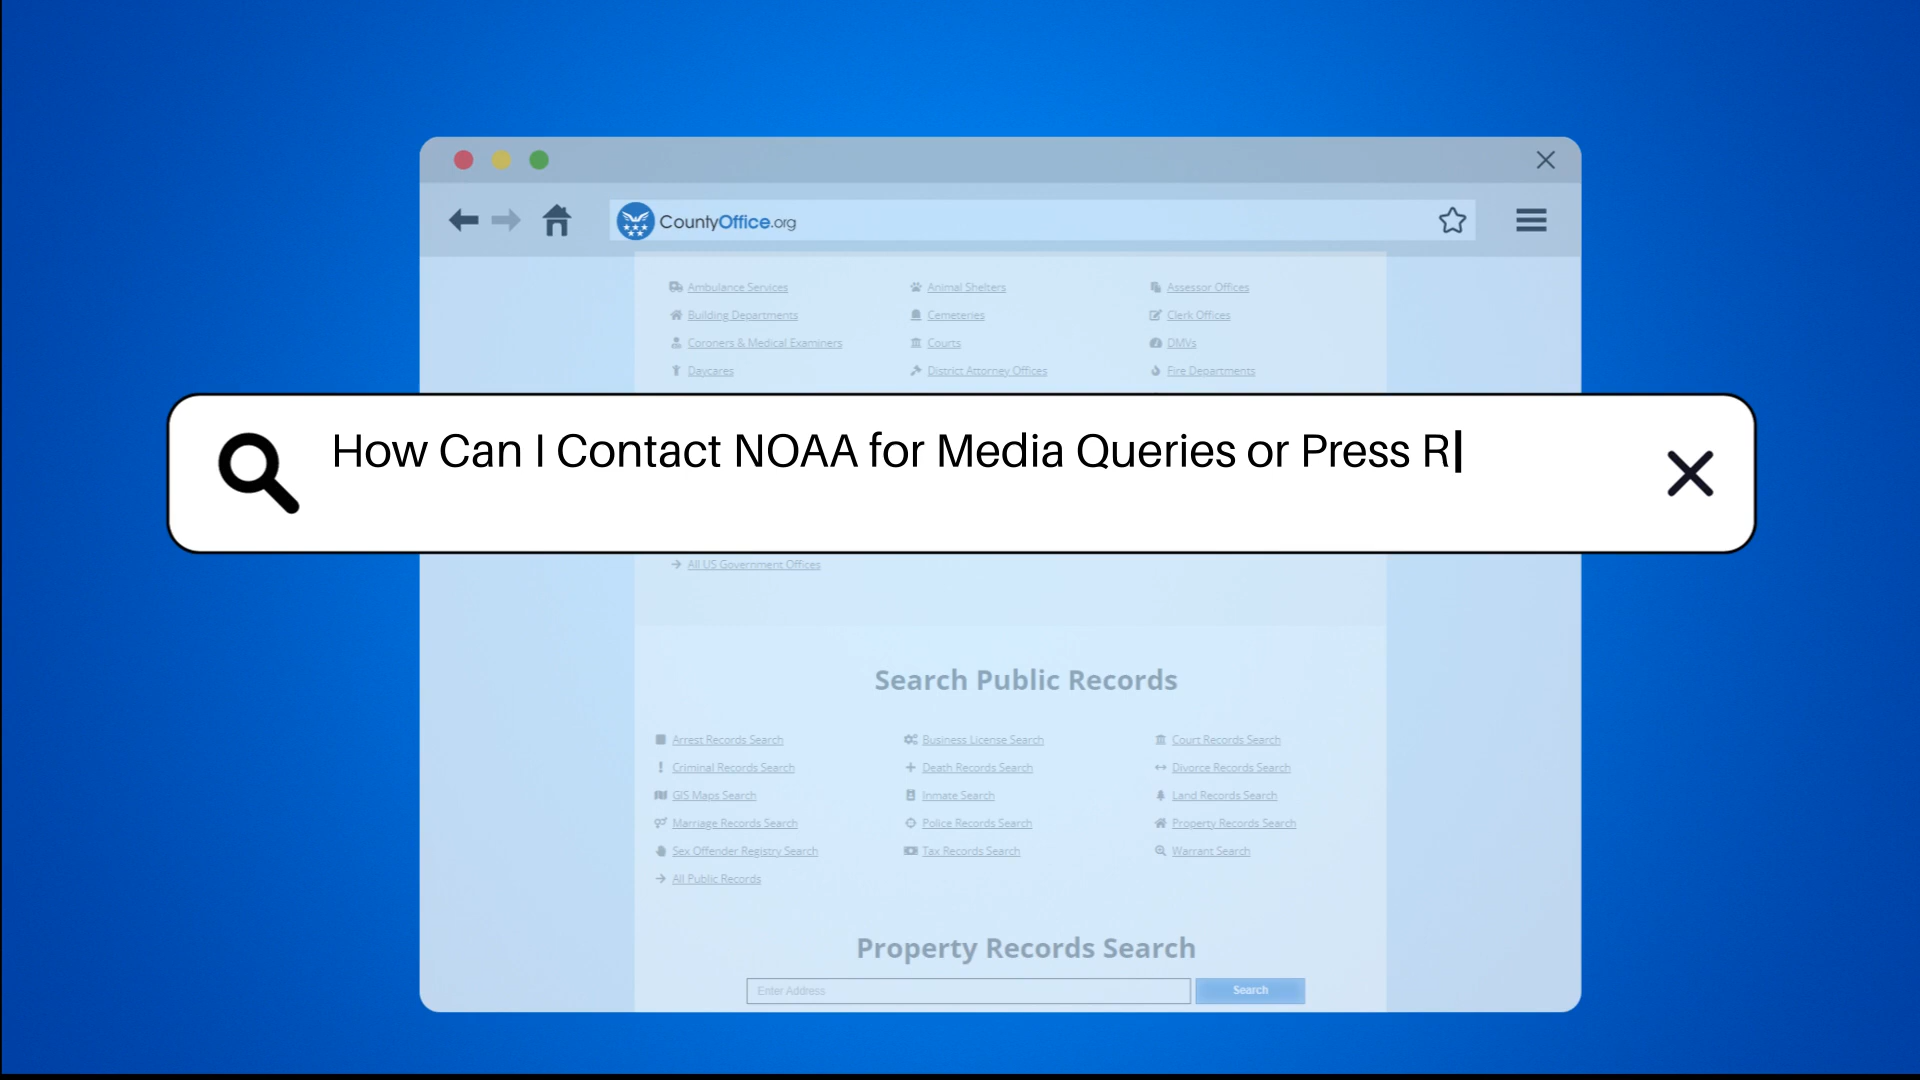 CountyOffice.org
Ambulance Services Animal Shelters Assessor Offices
Building Departments Cemeteries Clerk Offices
Coroners & Medical Examiners Courts DMVs
Daycares District Attorney Offices Fire Departments
How Can I Contact NOAA for Media Queries or Press R
All US Government Offices
Search Public Records
Arrest Records Search Business License Search Court Records Search
Criminal Records Search Death Records Search Divorce Records Search
GIS Maps Search Inmate Search Land Records Search
Marriage Records Search Police Records Search Property Records Search
Sex Offender Registry Search Tax Records Search Warrant Search
All Public Records
Property Records Search
Enter Address Search